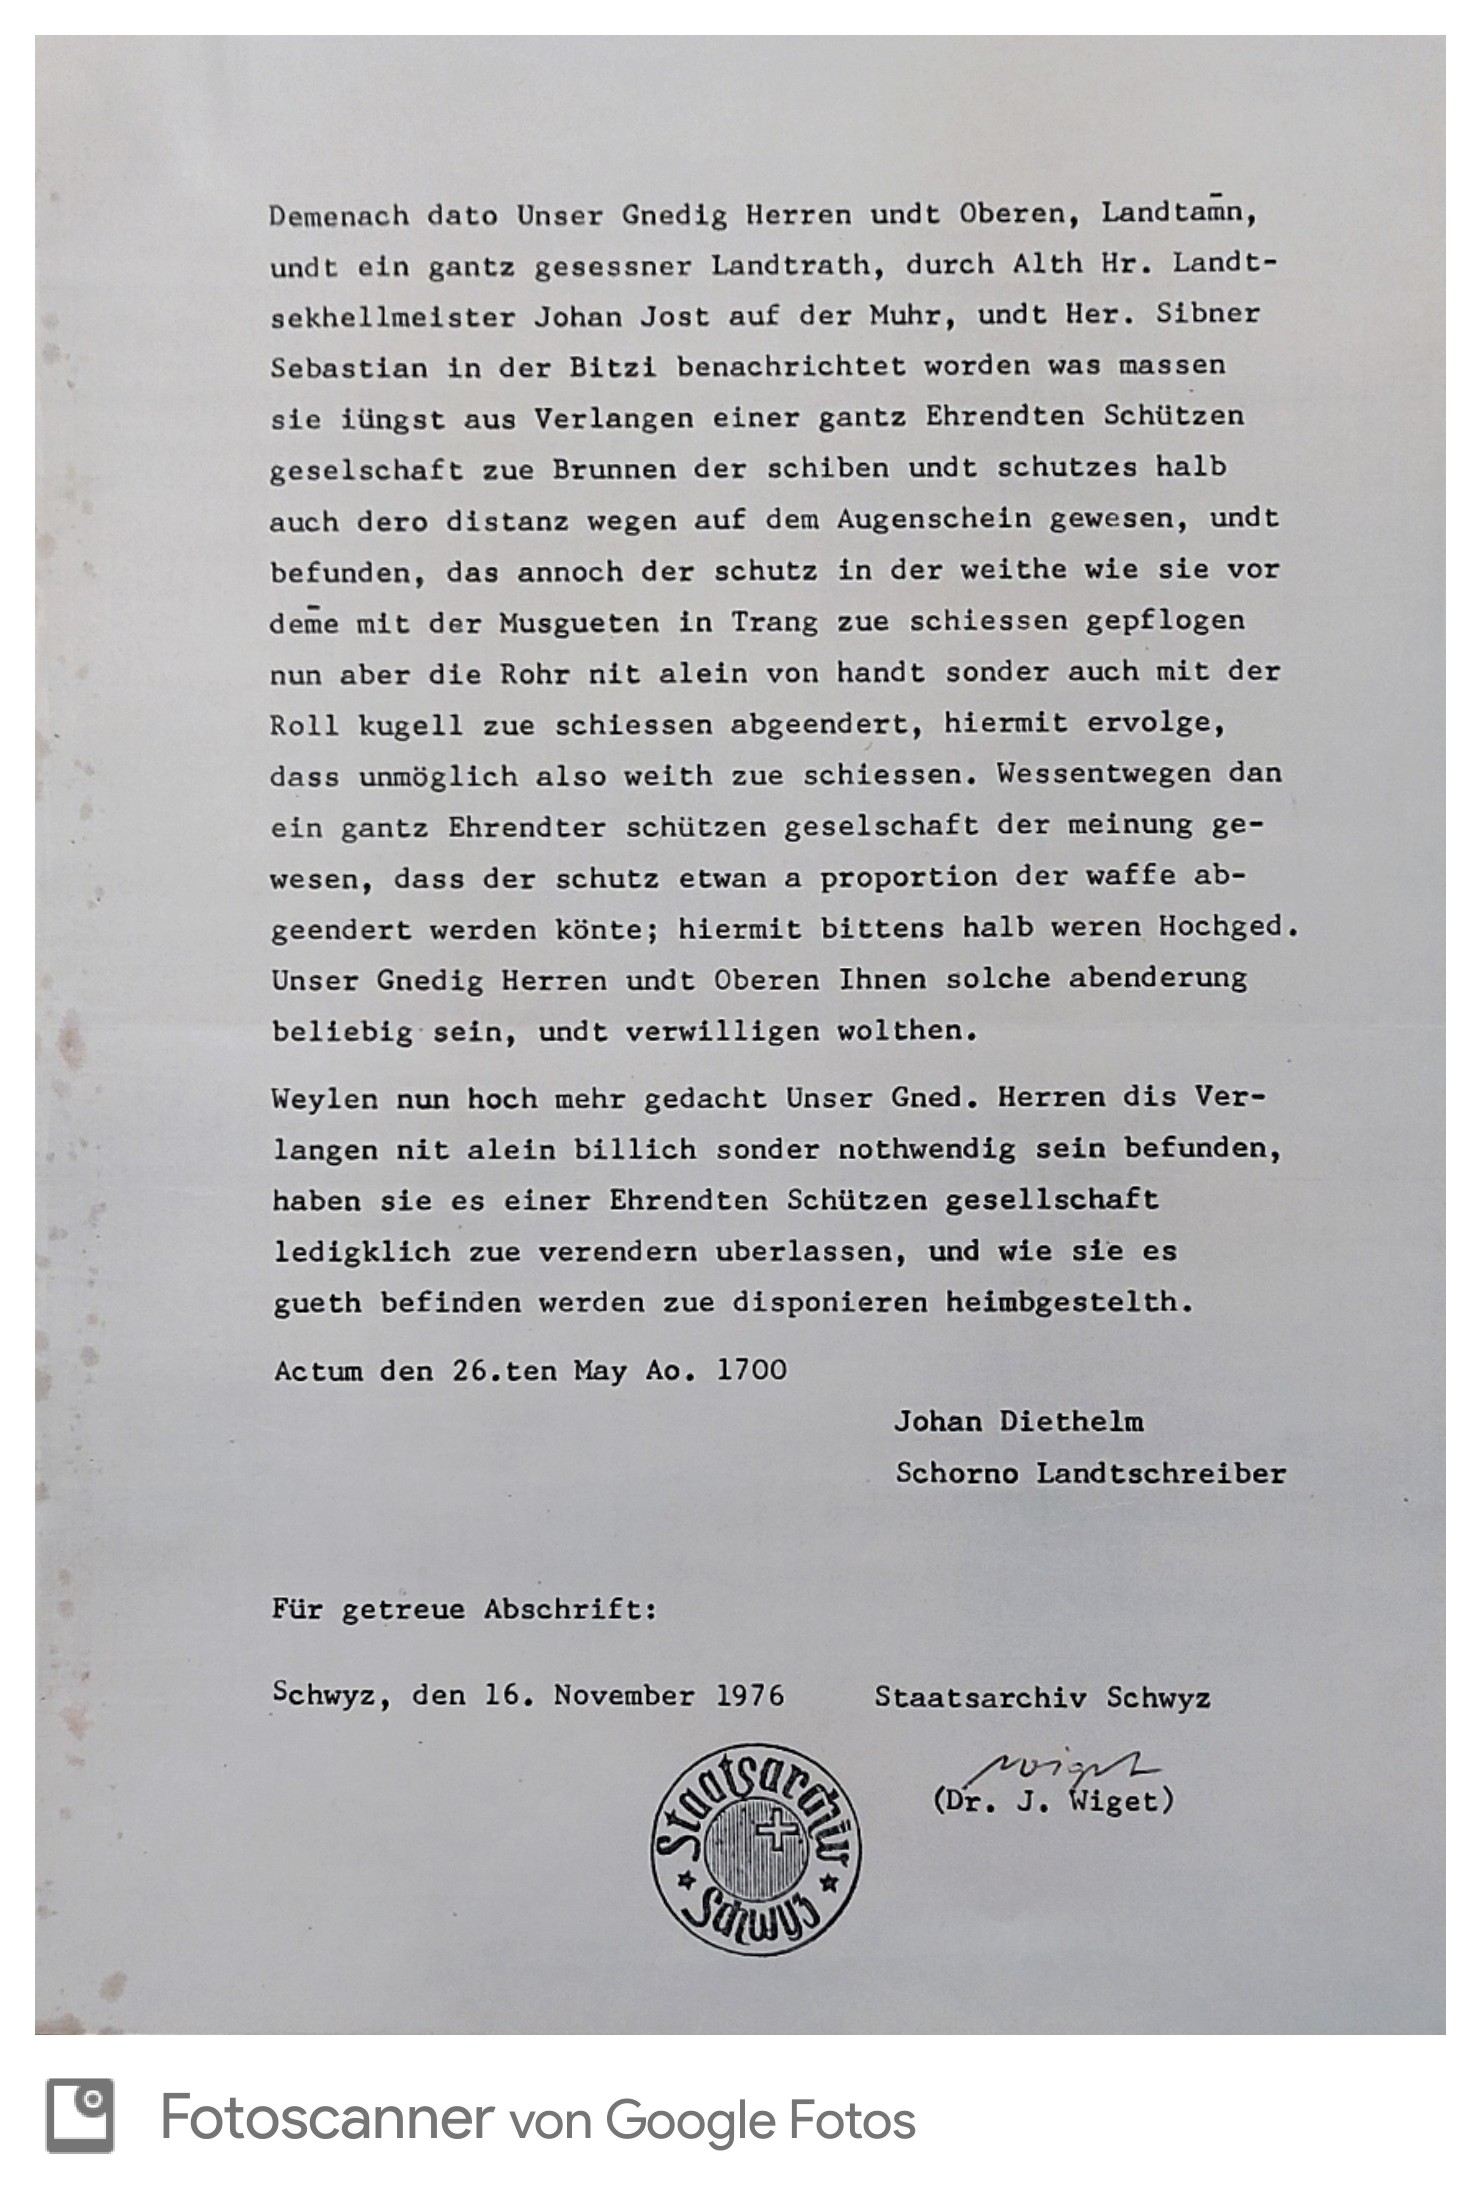 Demenach dato Unser Gnedig Herren undt Oberen, Landtam̄n,
undt ein gantz gesessner Landtrath, durch Alth Hr. Landt-
sekhellmeister Johan Jost auf der Muhr, undt Her. Sibner
Sebastian in der Bitzi benachrichtet worden was massen
sie iüngst aus Verlangen einer gantz Ehrendten Schützen
geselschaft zue Brunnen der schiben undt schutzes halb
auch dero distanz wegen auf dem Augenschein gewesen, undt
befunden, das annoch der schutz in der weithe wie sie vor
dem̄e mit der Musgueten in Trang zue schiessen gepflogen
nun aber die Rohr nit alein von handt sonder auch mit der
Roll kugell zue schiessen abgeendert, hiermit ervolge,
dass unmöglich also weith zue schiessen. Wessentwegen dan
ein gantz Ehrendter schützen geselschaft der meinung ge-
wesen, dass der schutz etwan a proportion der waffe ab-
geendert werden könte; hiermit bittens halb weren Hochged.
Unser Gnedig Herren undt Oberen Ihnen solche abenderung
beliebig sein, undt verwilligen wolthen.
Weylen nun hoch mehr gedacht Unser Gned. Herren dis Ver-
langen nit alein billich sonder nothwendig sein befunden,
haben sie es einer Ehrendten Schützen gesellschaft
ledigklich zue verendern uberlassen, und wie sie es
gueth befinden werden zue disponieren heimbgestelth.
Actum den 26.ten May Ao. 1700
Johan Diethelm
Schorno Landtschreiber
Für getreue Abschrift:
Schwyz, den 16. November 1976 Staatsarchiv Schwyz
Wiget
(Dr. J. Wiget)
Staatsarchiv
Schwyz
Fotoscanner von Google Fotos